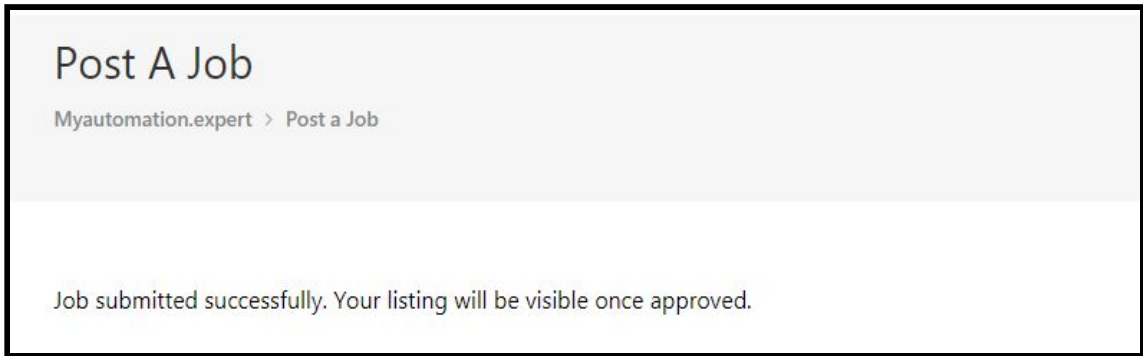 Post A Job
Myautomation.expert > Post a Job
Job submitted successfully. Your listing will be visible once approved.